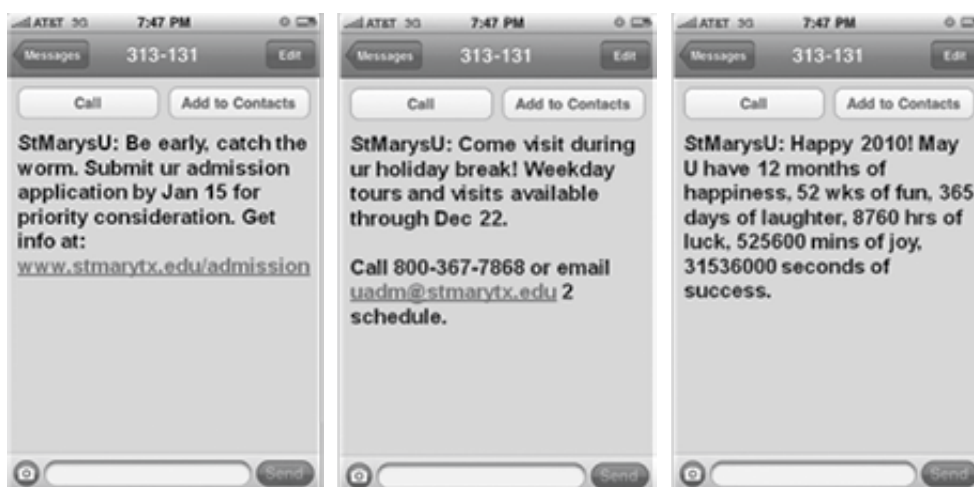 AT&T 3G 7:47 PM
Messages 313-131 Edit
Call Add to Contacts
StMarysU: Be early, catch the
worm. Submit ur admission
application by Jan 15 for
priority consideration. Get
info at:
www.stmarytx.edu/admission
Send
AT&T 3G 7:47 PM
Messages 313-131 Edit
Call Add to Contacts
StMarysU: Come visit during
ur holiday break! Weekday
tours and visits available
through Dec 22.
Call 800-367-7868 or email
uadm@stmarytx.edu 2
schedule.
Send
AT&T 3G 7:47 PM
Messages 313-131 Edit
Call Add to Contacts
StMarysU: Happy 2010! May
U have 12 months of
happiness, 52 wks of fun, 365
days of laughter, 8760 hrs of
luck, 525600 mins of joy,
31536000 seconds of
success.
Send